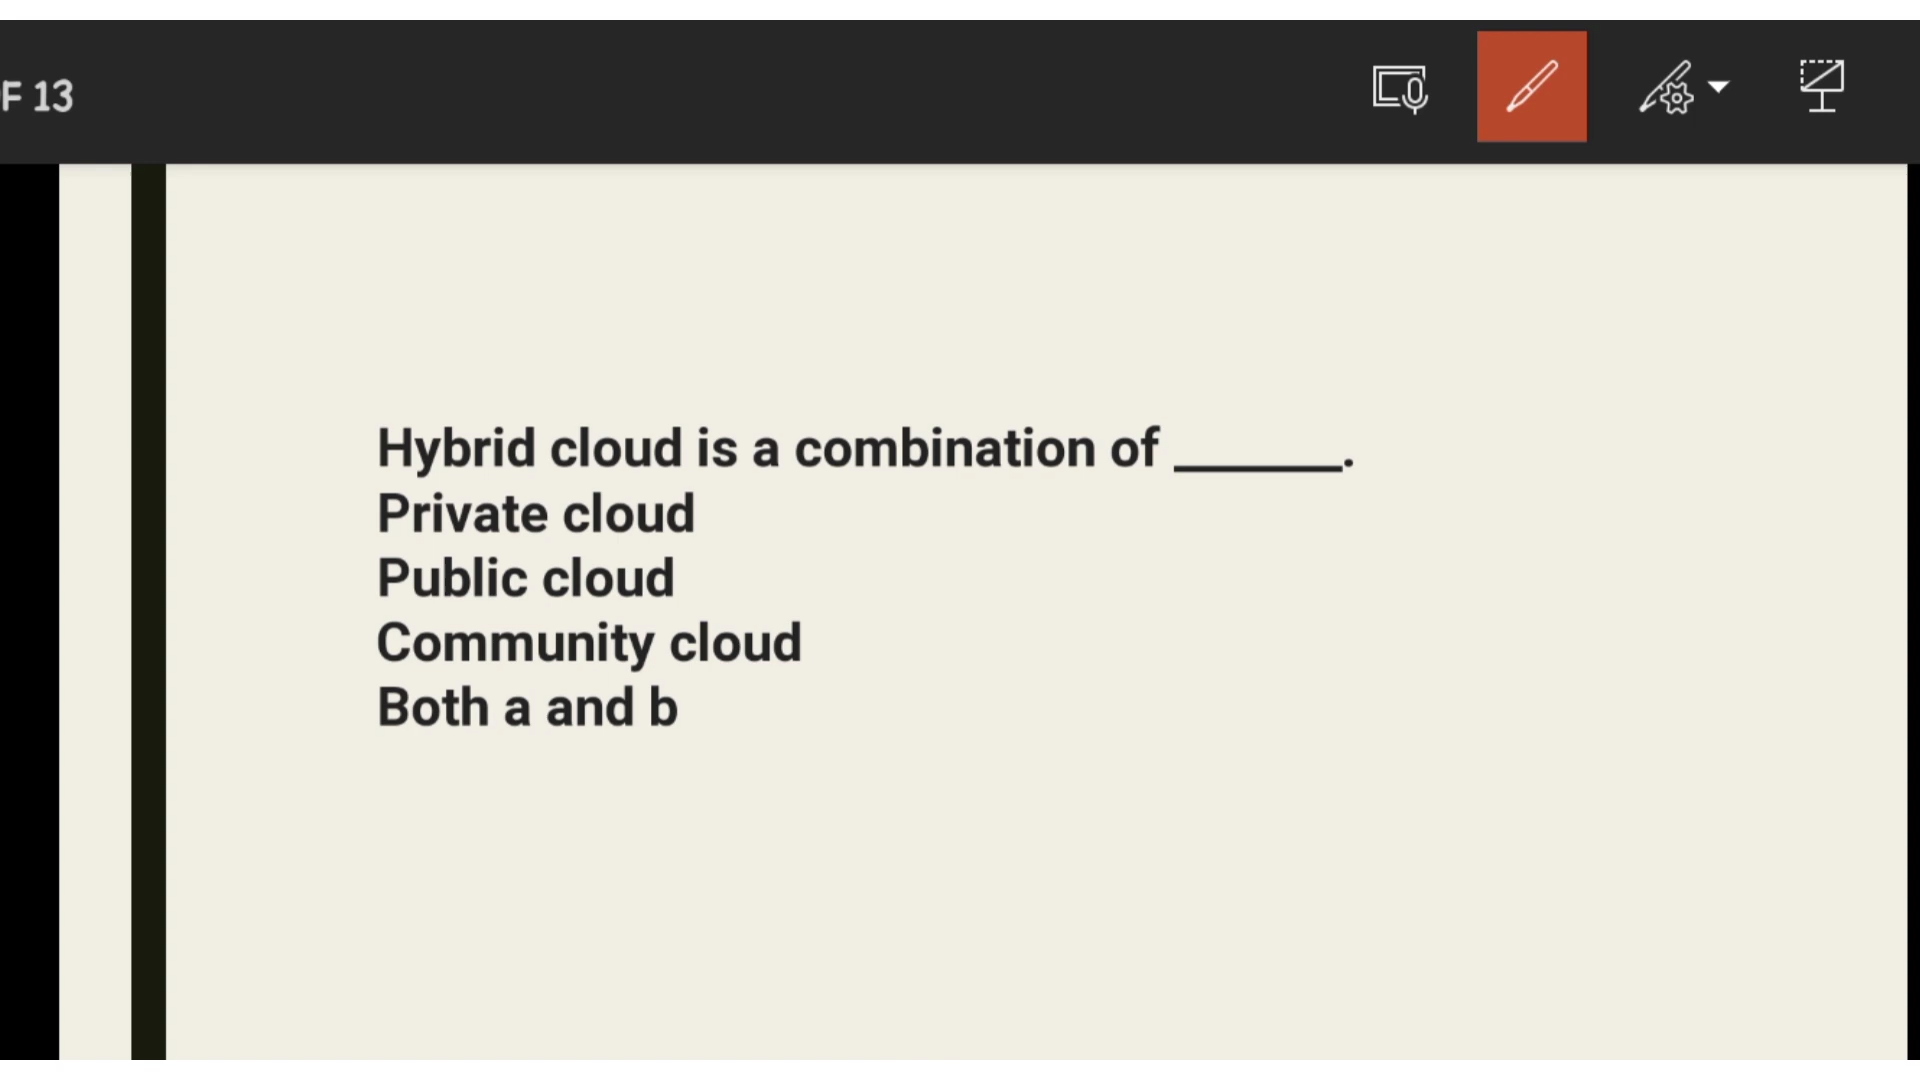 F 13
Hybrid cloud is a combination of ______.
Private cloud
Public cloud
Community cloud
Both a and b